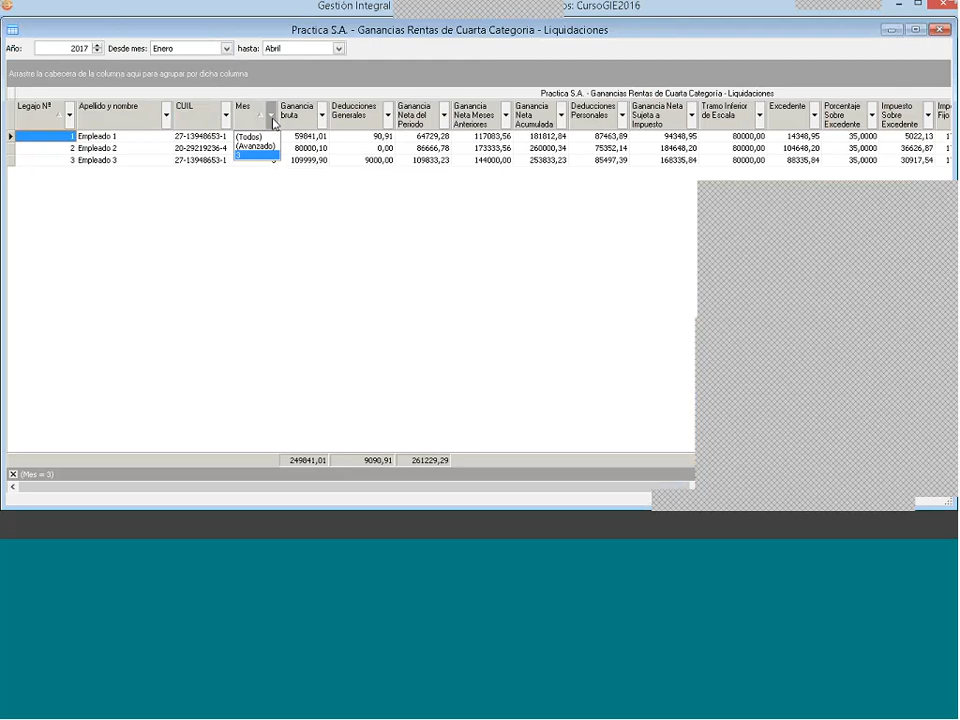 Gestión Integral os: CursoGIE2016
Practica S.A. - Ganancias Rentas de Cuarta Categoria - Liquidaciones
Año: 2017 Desde mes: Enero hasta: Abril
Arrastre la cabecera de la columna aqui para agrupar por dicha columna
Practica S.A. - Ganancias Rentas de Cuarta Categoria - Liquidaciones
Legajo Nº Apellido y nombre CUIL Mes Ganancia bruta Deducciones Generales Ganancia Neta del Periodo Ganancia Neta Meses Anteriores Ganancia Neta Acumulada Deducciones Personales Ganancia Neta Sujeta a Impuesto Tramo Inferior de Escala Excedente Porcentaje Sobre Excedente Impuesto Sobre Excedente Imp Fijo
1 Empleado 1 27-13948653-1 59841,01 90,91 64729,28 117083,56 181812,84 87463,89 94348,95 80000,00 14348,95 35,0000 5022,13 1
2 Empleado 2 20-29219236-4 80000,10 0,00 86666,78 173333,56 260000,34 75352,14 184648,20 80000,00 104648,20 35,0000 36626,87 1
3 Empleado 3 27-13948653-1 109999,90 9000,00 109833,23 144000,00 253833,23 85497,39 168335,84 80000,00 88335,84 35,0000 30917,54 1
(Todos)
(Avanzado)
3
249841,01 9090,91 261229,29
(Mes = 3)